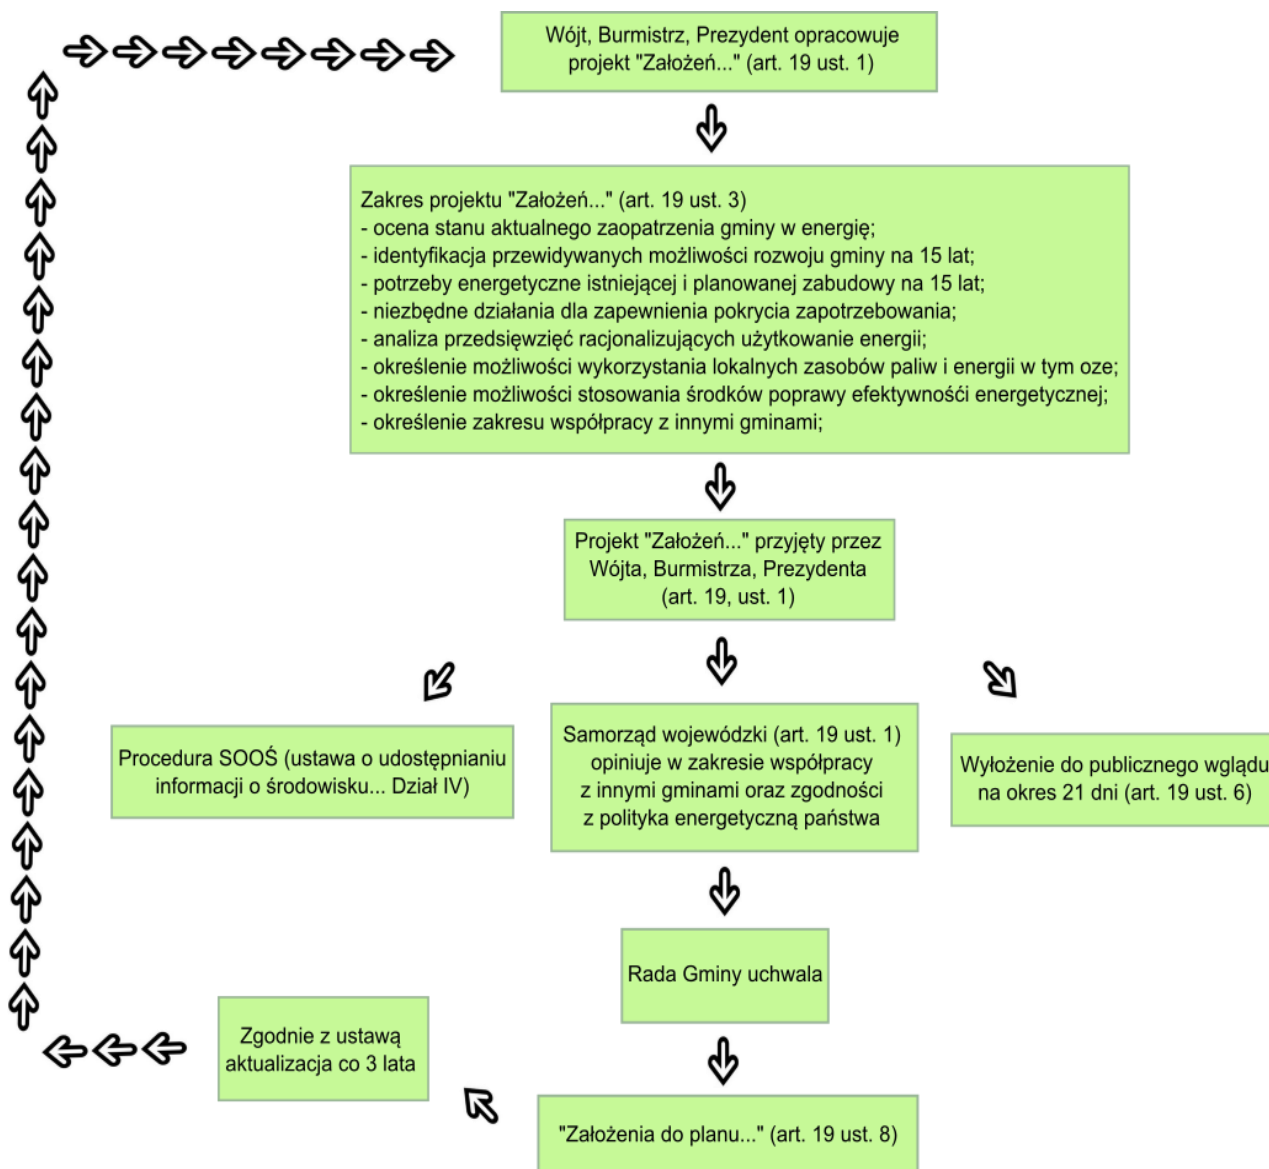 Wójt, Burmistrz, Prezydent opracowuje
projekt "Założeń..." (art. 19 ust. 1)
Zakres projektu "Założeń..." (art. 19 ust. 3)
- ocena stanu aktualnego zaopatrzenia gminy w energię;
- identyfikacja przewidywanych możliwości rozwoju gminy na 15 lat;
- potrzeby energetyczne istniejącej i planowanej zabudowy na 15 lat;
- niezbędne działania dla zapewnienia pokrycia zapotrzebowania;
- analiza przedsięwzięć racjonalizujących użytkowanie energii;
- określenie możliwości wykorzystania lokalnych zasobów paliw i energii w tym oze;
- określenie możliwości stosowania środków poprawy efektywnośći energetycznej;
- określenie zakresu współpracy z innymi gminami;
Projekt "Założeń..." przyjęty przez
Wójta, Burmistrza, Prezydenta
(art. 19, ust. 1)
Procedura SOOŚ (ustawa o udostępnianiu
informacji o środowisku... Dział IV)
Samorząd wojewódzki (art. 19 ust. 1)
opiniuje w zakresie współpracy
z innymi gminami oraz zgodności
z polityka energetyczną państwa
Wyłożenie do publicznego wglądu
na okres 21 dni (art. 19 ust. 6)
Rada Gminy uchwala
Zgodnie z ustawą
aktualizacja co 3 lata
"Założenia do planu..." (art. 19 ust. 8)